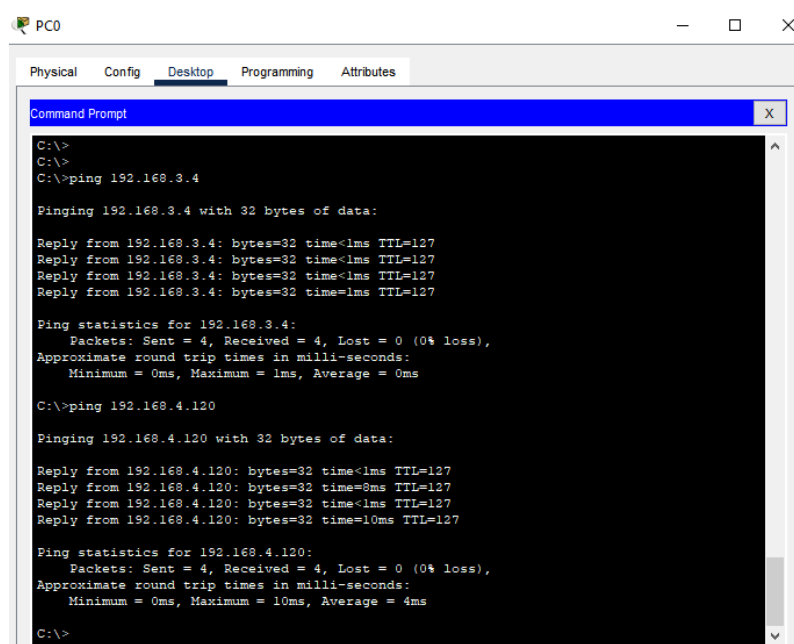 PC0
Physical Config Desktop Programming Attributes
Command Prompt X
C:\>
C:\>
C:\>ping 192.168.3.4
Pinging 192.168.3.4 with 32 bytes of data:
Reply from 192.168.3.4: bytes=32 time<1ms TTL=127
Reply from 192.168.3.4: bytes=32 time<1ms TTL=127
Reply from 192.168.3.4: bytes=32 time<1ms TTL=127
Reply from 192.168.3.4: bytes=32 time=1ms TTL=127
Ping statistics for 192.168.3.4:
Packets: Sent = 4, Received = 4, Lost = 0 (0% loss),
Approximate round trip times in milli-seconds:
Minimum = 0ms, Maximum = 1ms, Average = 0ms
C:\>ping 192.168.4.120
Pinging 192.168.4.120 with 32 bytes of data:
Reply from 192.168.4.120: bytes=32 time<1ms TTL=127
Reply from 192.168.4.120: bytes=32 time=8ms TTL=127
Reply from 192.168.4.120: bytes=32 time<1ms TTL=127
Reply from 192.168.4.120: bytes=32 time=10ms TTL=127
Ping statistics for 192.168.4.120:
Packets: Sent = 4, Received = 4, Lost = 0 (0% loss),
Approximate round trip times in milli-seconds:
Minimum = 0ms, Maximum = 10ms, Average = 4ms
C:\>